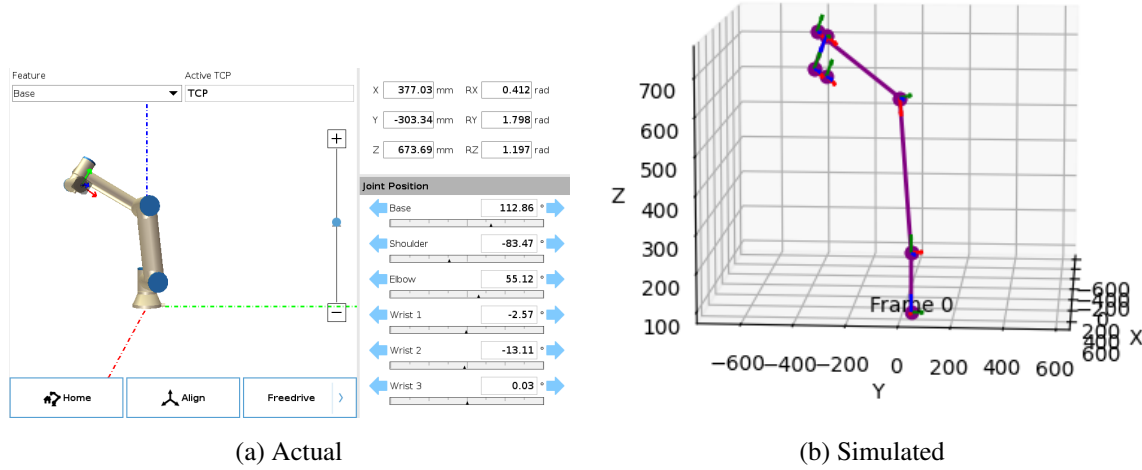 Feature
Active TCP
Base
TCP
X 377.03 mm RX 0.412 rad
Y -303.34 mm RY 1.798 rad
Z 673.69 mm RZ 1.197 rad
+
−
Joint Position
Base 112.86 °
Shoulder -83.47 °
Elbow 55.12 °
Wrist 1 -2.57 °
Wrist 2 -13.11 °
Wrist 3 0.03 °
Home
Align
Freedrive
(a) Actual
700
600
500
400
300
200
100
Z
Frame 0
−600
−400
−200
0
200
400
600
X
−600 −400 −200 0 200 400 600
Y
(b) Simulated